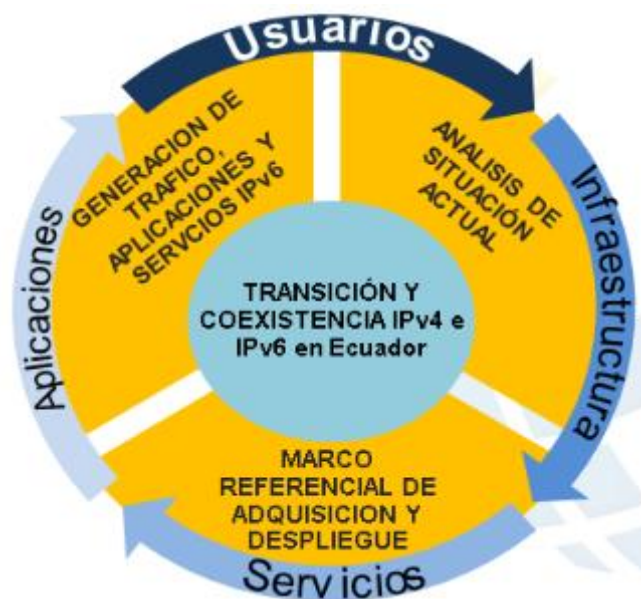 Usuarios
GENERACION DE
TRAFICO,
APLICACIONES Y
SERVCIOS IPv6
ANALISIS DE
SITUACIÓN
ACTUAL
Infraestructura
Aplicaciones
TRANSICIÓN Y
COEXISTENCIA IPv4 e
IPv6 en Ecuador
MARCO
REFERENCIAL DE
ADQUISICION Y
DESPLIEGUE
Servicios